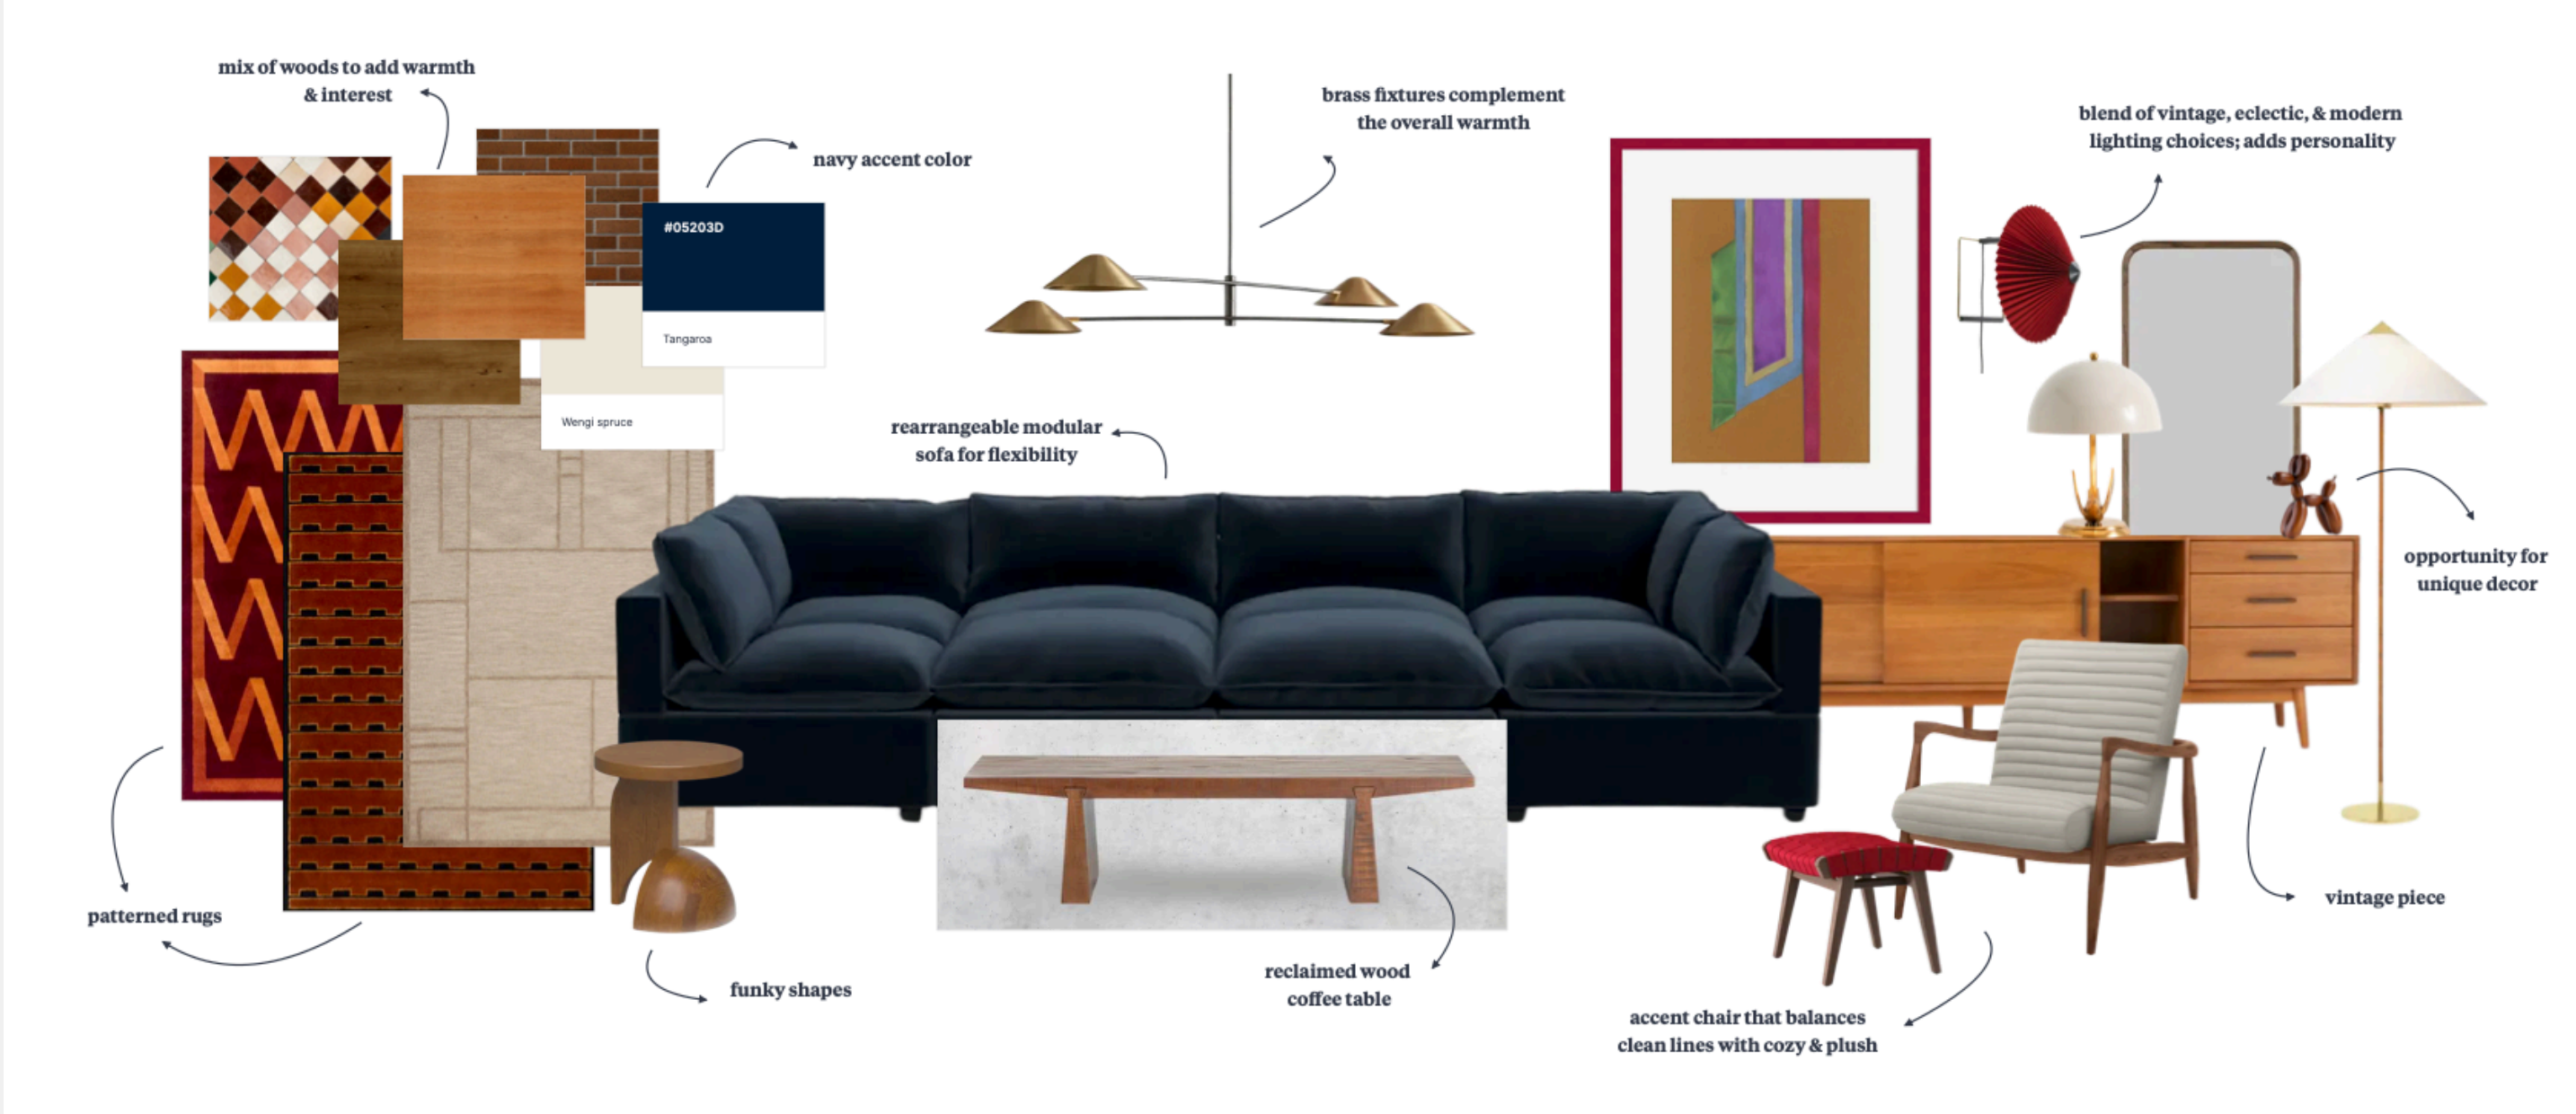 mix of woods to add warmth
& interest
navy accent color
#05203D
Tangaroa
Wengi spruce
brass fixtures complement
the overall warmth
blend of vintage, eclectic, & modern
lighting choices; adds personality
rearrangeable modular
sofa for flexibility
opportunity for
unique decor
patterned rugs
funky shapes
reclaimed wood
coffee table
vintage piece
accent chair that balances
clean lines with cozy & plush